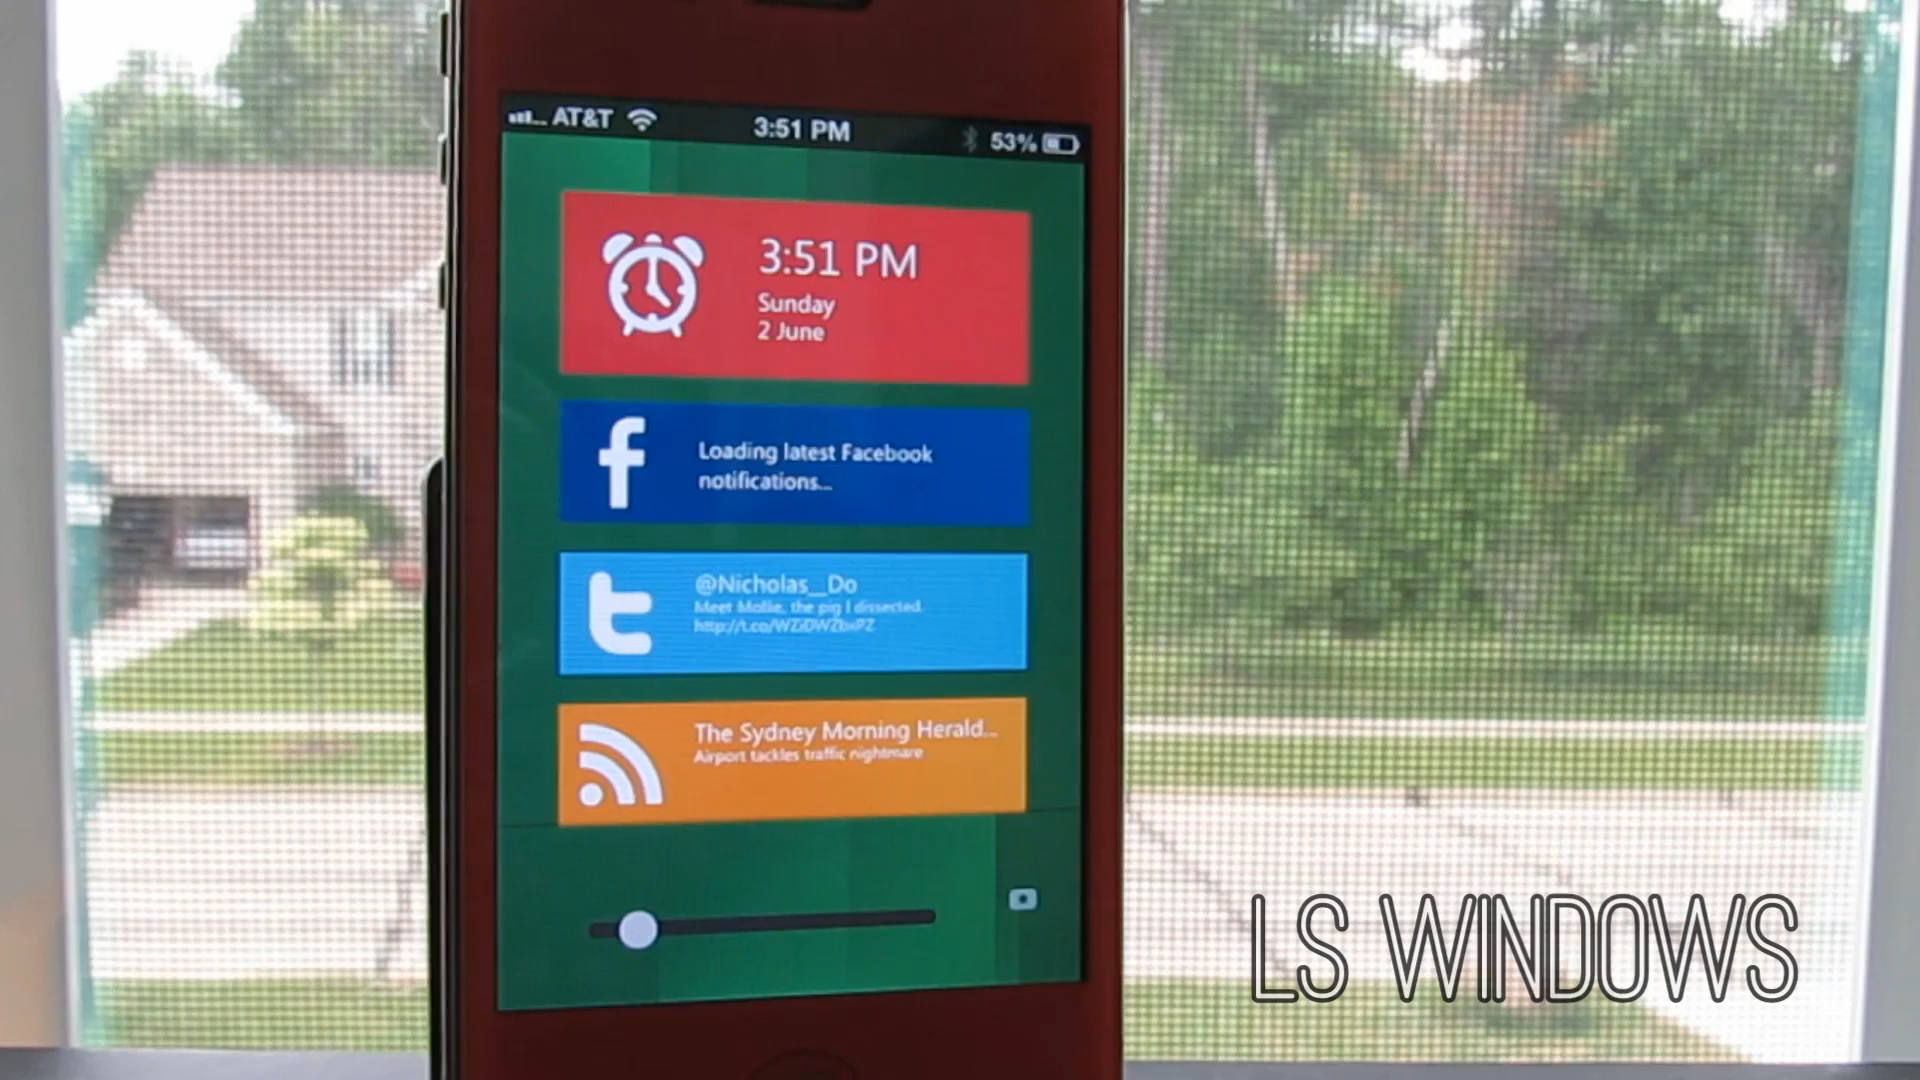 AT&T 3:51 PM 53%
3:51 PM
Sunday
2 June
Loading latest Facebook
notifications...
@Nicholas__Do
Meet Mollie, the pig I dissected.
The Sydney Morning Herald...
Airport tackles traffic nightmare
LS WINDOWS